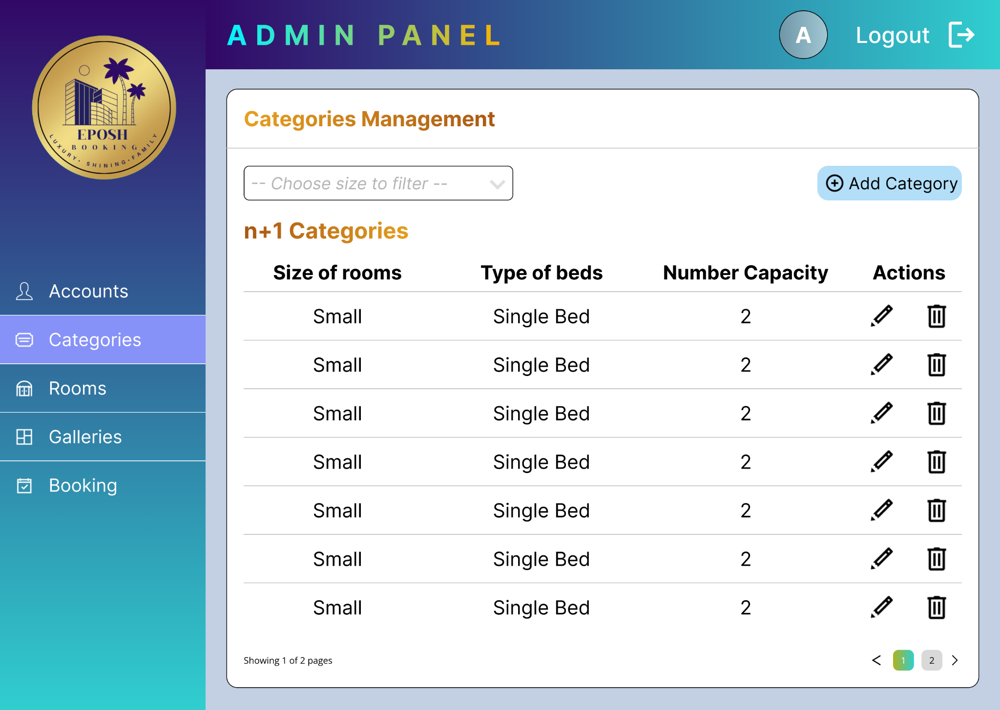 ADMIN PANEL
A
Logout
EPOSH
BOOKING
LUXURY · SHINING · FAMILY
Accounts
Categories
Rooms
Galleries
Booking
Categories Management
-- Choose size to filter --
Add Category
n+1 Categories
Size of rooms Type of beds Number Capacity Actions
Small Single Bed 2
Small Single Bed 2
Small Single Bed 2
Small Single Bed 2
Small Single Bed 2
Small Single Bed 2
Small Single Bed 2
Showing 1 of 2 pages
< 1 2 >